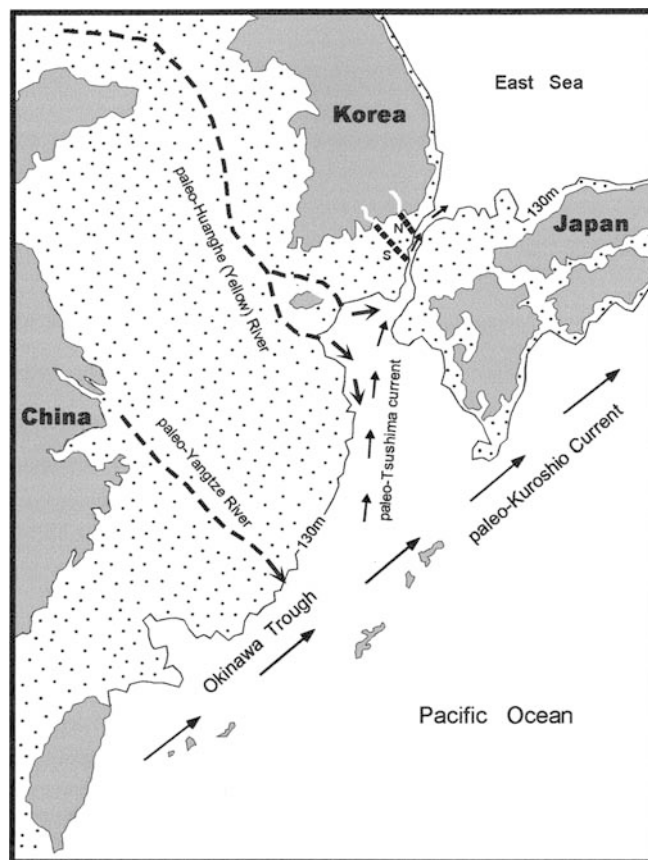 East Sea
Korea
130m
Japan
N
S
paleo-Huanghe (Yellow) River
China
paleo-Yangtze River
paleo-Tsushima current
130m
paleo-Kuroshio Current
Okinawa Trough
Pacific Ocean